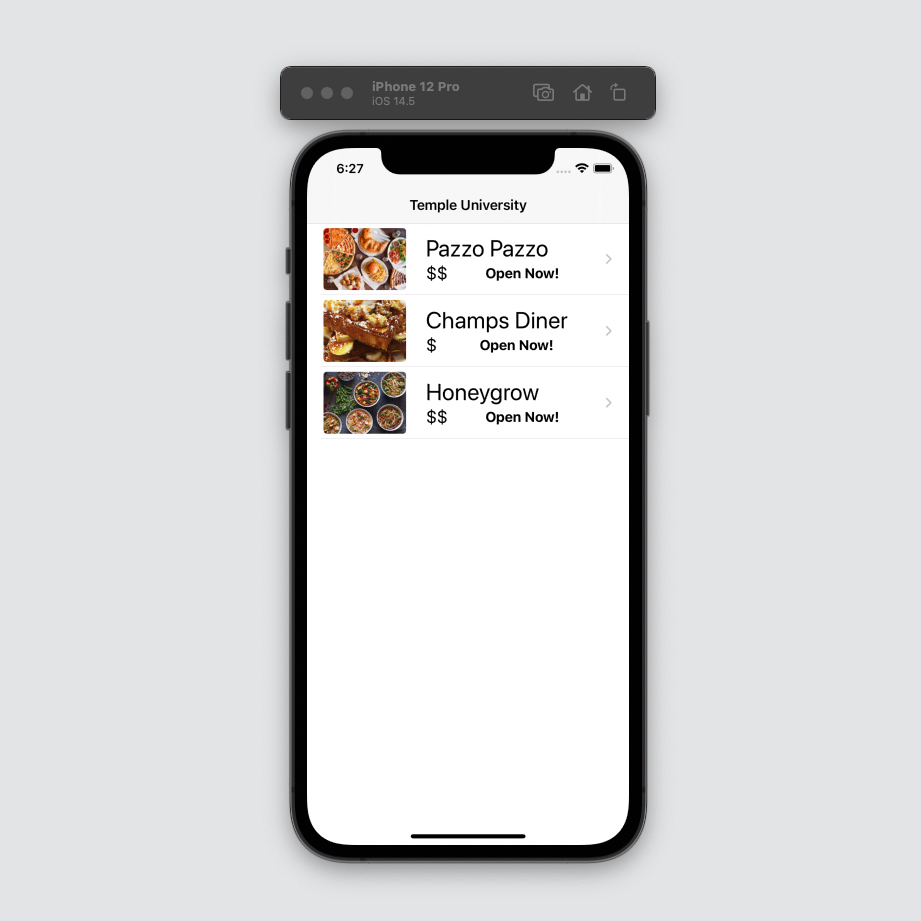 iPhone 12 Pro
iOS 14.5
6:27
Temple University
Pazzo Pazzo
$$ Open Now!
Champs Diner
$ Open Now!
Honeygrow
$$ Open Now!